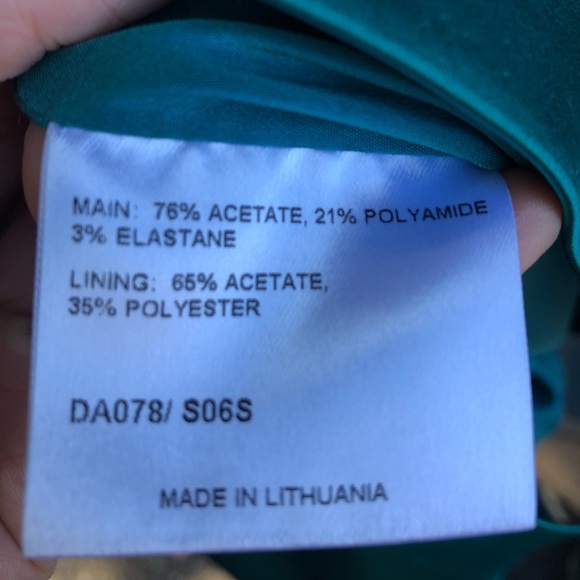 MAIN: 76% ACETATE, 21% POLYAMIDE
3% ELASTANE
LINING: 65% ACETATE,
35% POLYESTER
DA078/ S06S
MADE IN LITHUANIA